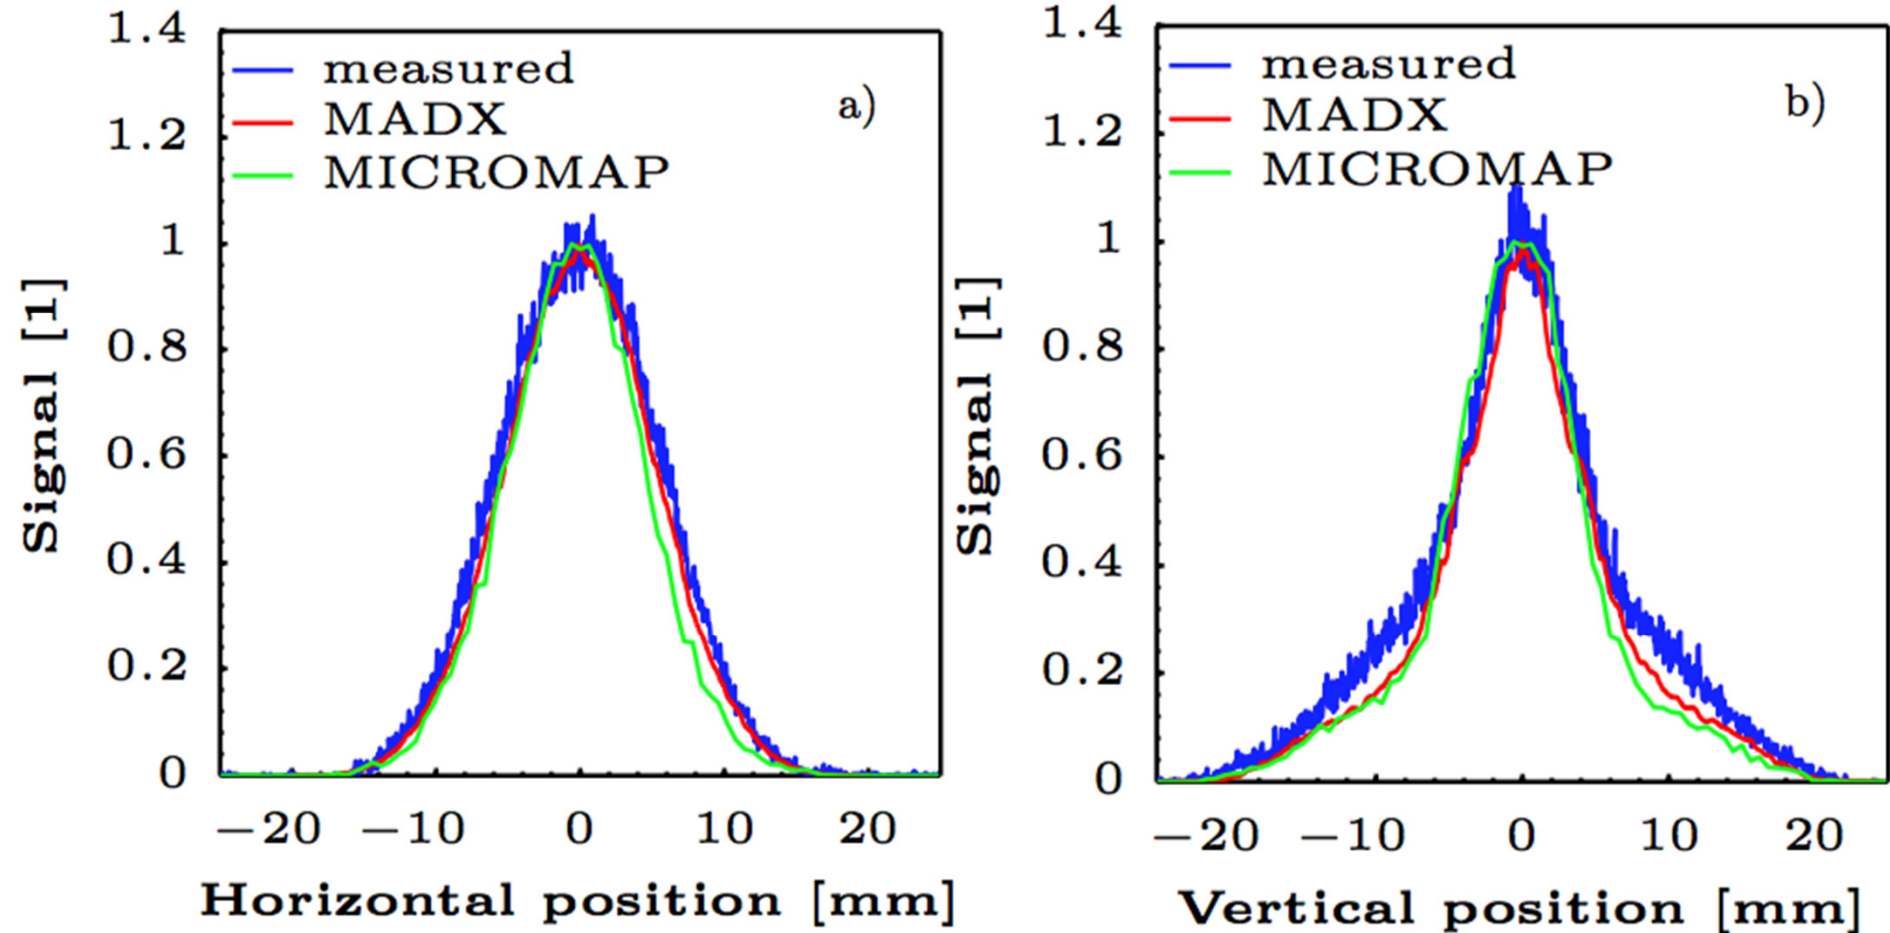 1.4
1.2
1
0.8
0.6
0.4
0.2
0
Signal [1]
measured
MADX
MICROMAP
a)
−20 −10 0 10 20
Horizontal position [mm]
1.4
1.2
1
0.8
0.6
0.4
0.2
0
Signal [1]
measured
MADX
MICROMAP
b)
−20 −10 0 10 20
Vertical position [mm]